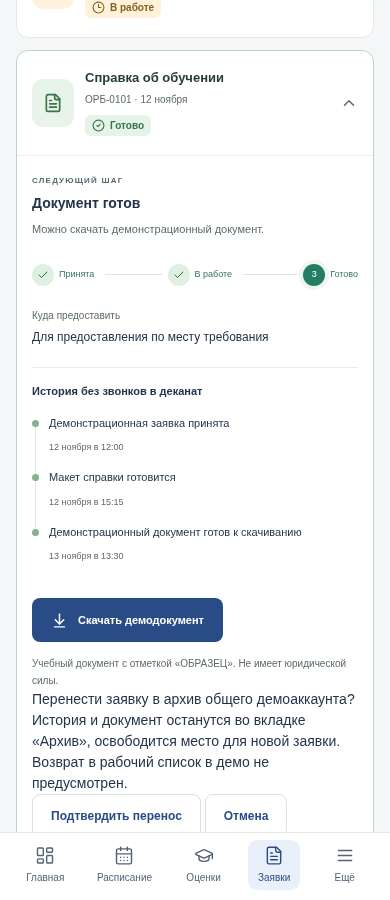 В работе
Справка об обучении
ОРБ-0101 · 12 ноября
Готово
СЛЕДУЮЩИЙ ШАГ
Документ готов
Можно скачать демонстрационный документ.
Принята В работе 3 Готово
Куда предоставить
Для предоставления по месту требования
История без звонков в деканат
Демонстрационная заявка принята
12 ноября в 12:00
Макет справки готовится
12 ноября в 15:15
Демонстрационный документ готов к скачиванию
13 ноября в 13:30
Скачать демодокумент
Учебный документ с отметкой «ОБРАЗЕЦ». Не имеет юридической
силы.
Перенести заявку в архив общего демоаккаунта?
История и документ останутся во вкладке
«Архив», освободится место для новой заявки.
Возврат в рабочий список в демо не
предусмотрен.
Подтвердить перенос Отмена
Главная Расписание Оценки Заявки Ещё